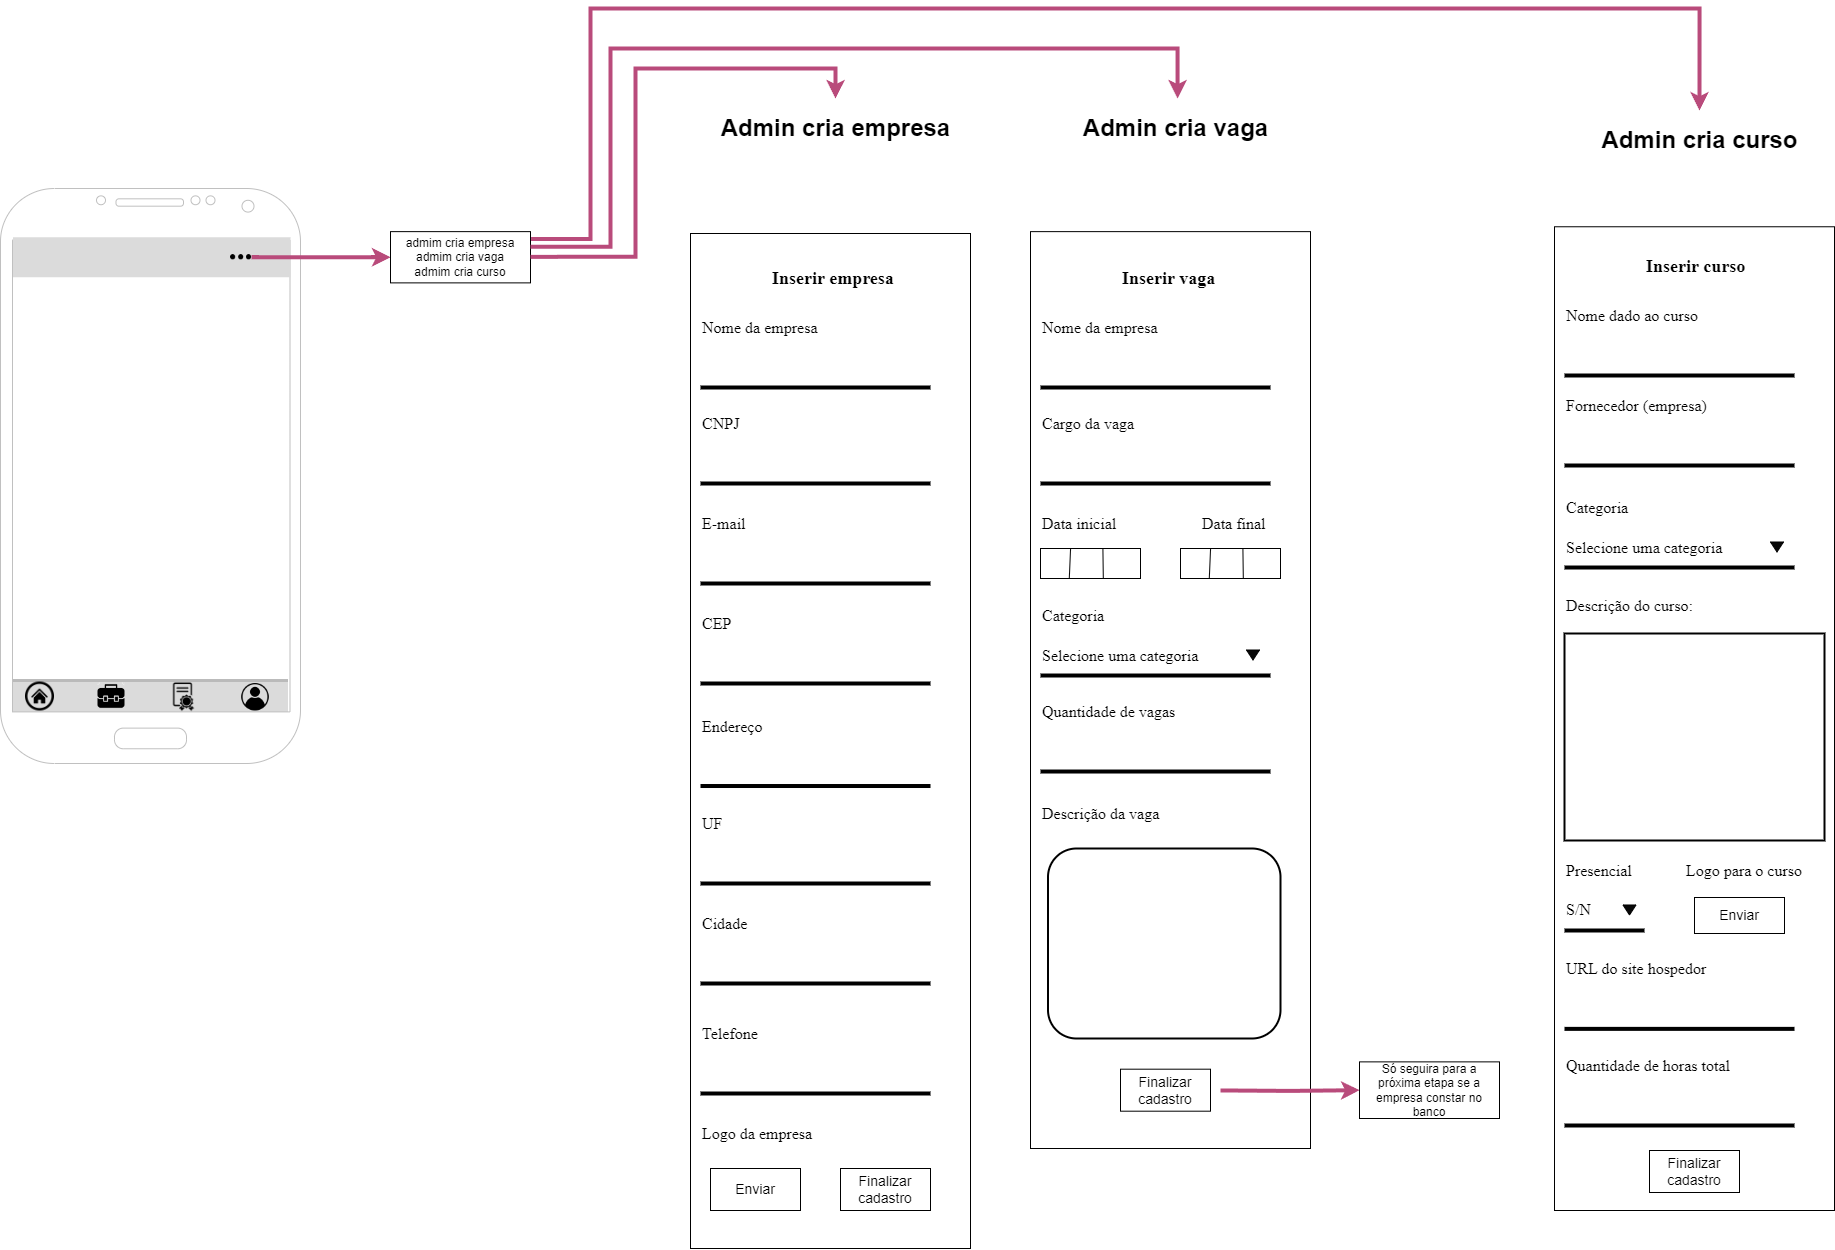 Admin cria empresa
Admin cria vaga
Admin cria curso
admim cria empresa
admim cria vaga
admim cria curso
Inserir empresa
Nome da empresa
CNPJ
E-mail
CEP
Endereço
UF
Cidade
Telefone
Logo da empresa
Enviar
Finalizar
cadastro
Inserir vaga
Nome da empresa
Cargo da vaga
Data inicial
Data final
Categoria
Selecione uma categoria
Quantidade de vagas
Descrição da vaga
Finalizar
cadastro
Só seguira para a
próxima etapa se a
empresa constar no
banco
Inserir curso
Nome dado ao curso
Fornecedor (empresa)
Categoria
Selecione uma categoria
Descrição do curso:
Presencial
Logo para o curso
S/N
Enviar
URL do site hospedor
Quantidade de horas total
Finalizar
cadastro